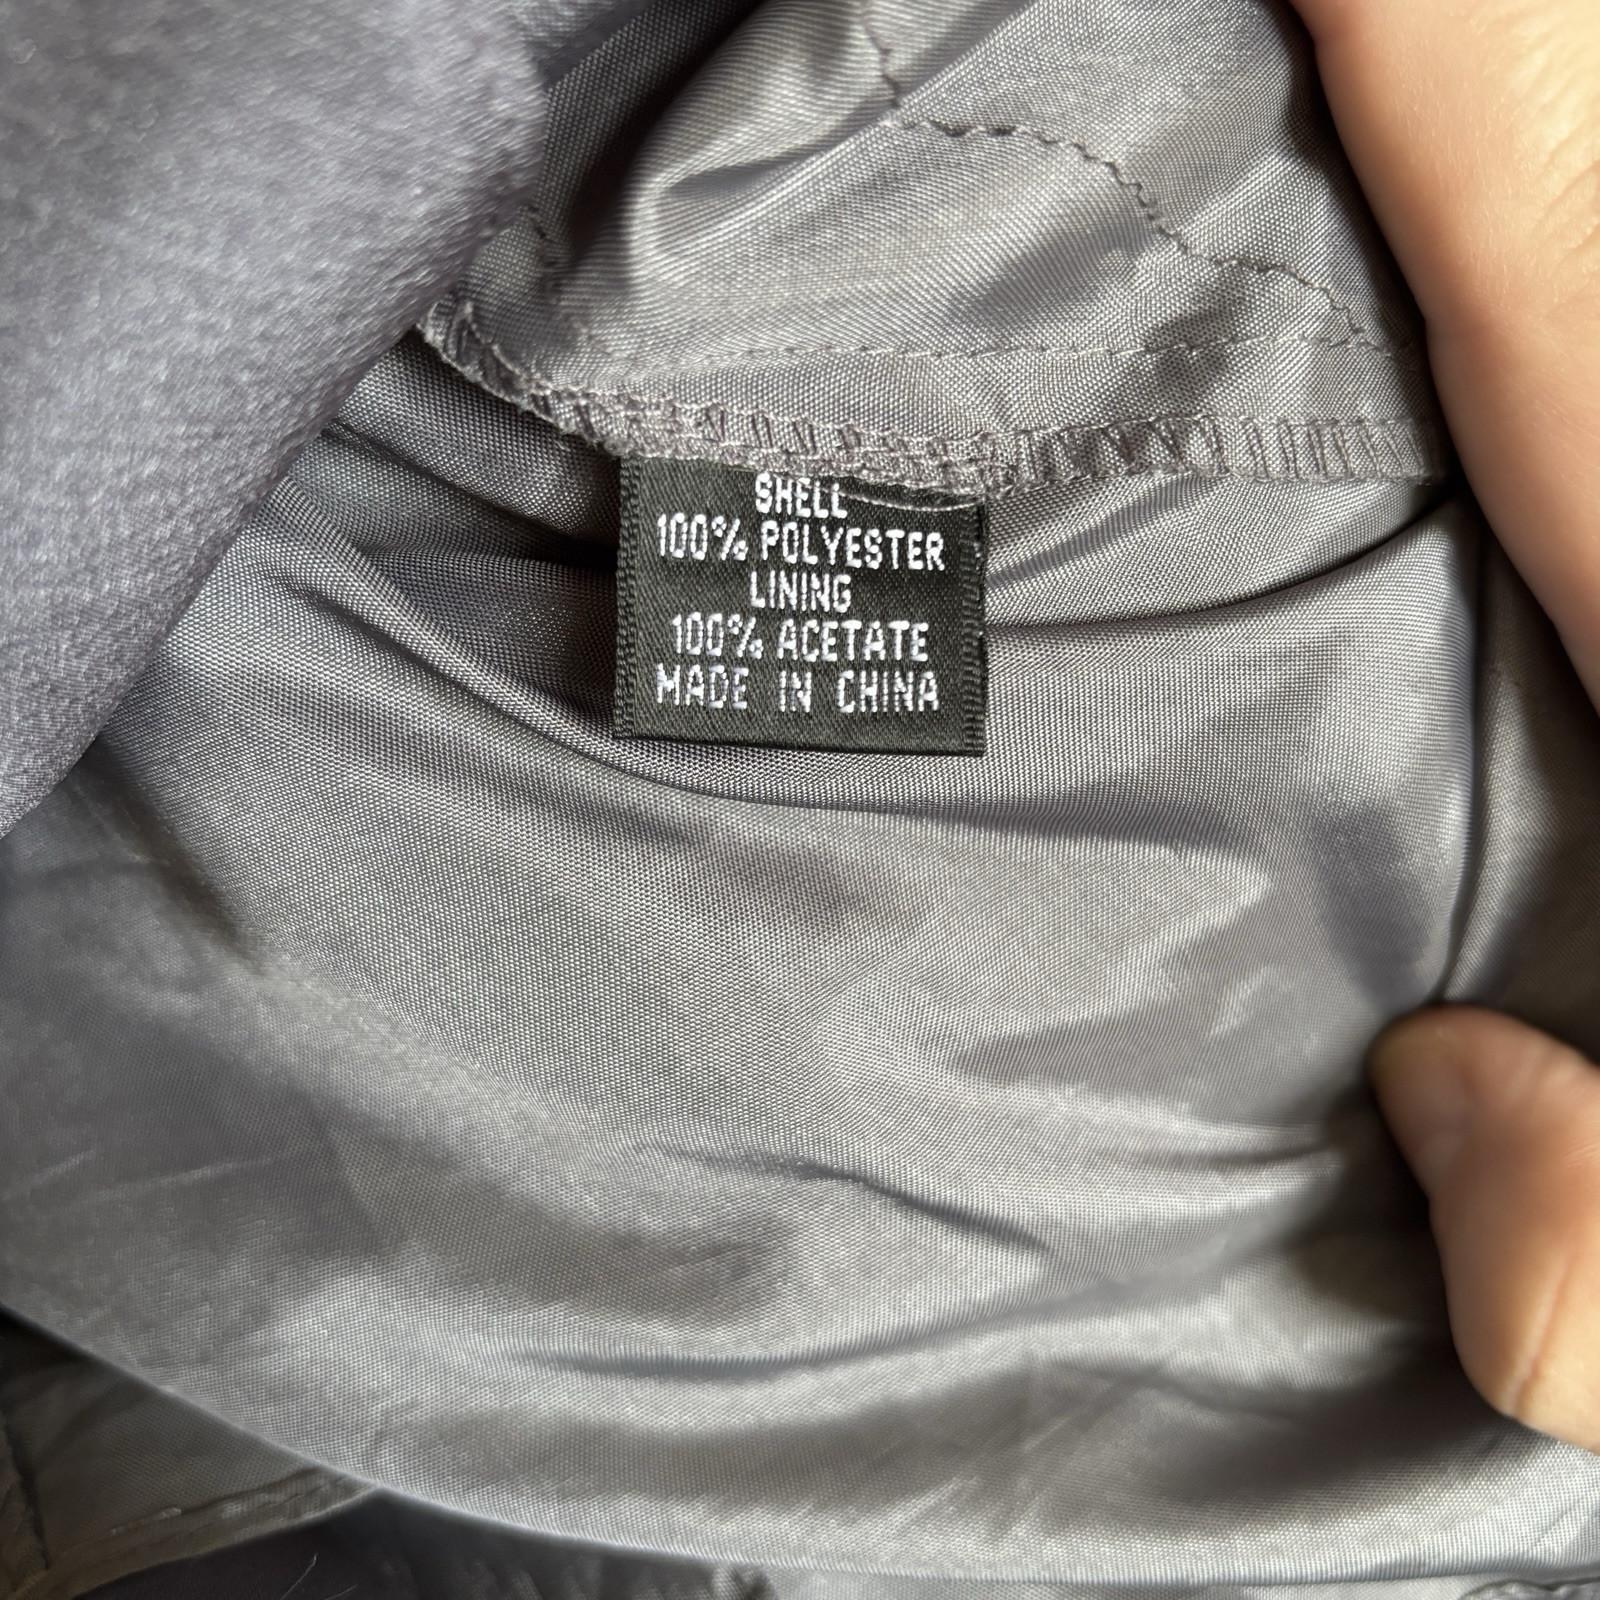 SHELL
100% POLYESTER
LINING
100% ACETATE
MADE IN CHINA